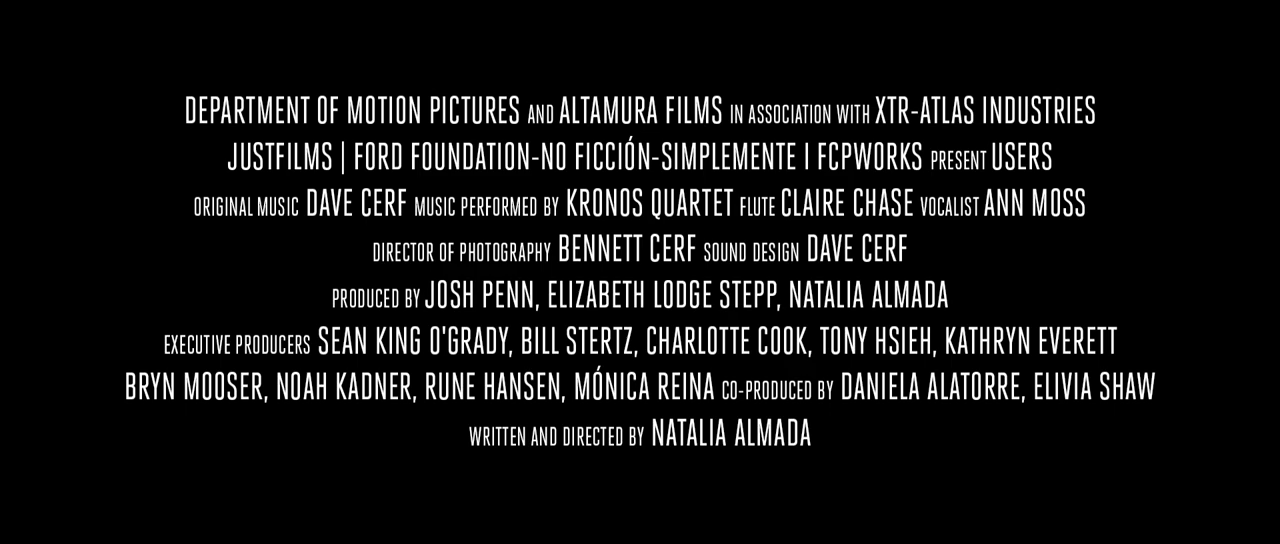 DEPARTMENT OF MOTION PICTURES AND ALTAMURA FILMS IN ASSOCIATION WITH XTR-ATLAS INDUSTRIES
JUSTFILMS | FORD FOUNDATION-NO FICCIÓN-SIMPLEMENTE I FCPWORKS PRESENT USERS
ORIGINAL MUSIC DAVE CERF MUSIC PERFORMED BY KRONOS QUARTET FLUTE CLAIRE CHASE VOCALIST ANN MOSS
DIRECTOR OF PHOTOGRAPHY BENNETT CERF SOUND DESIGN DAVE CERF
PRODUCED BY JOSH PENN, ELIZABETH LODGE STEPP, NATALIA ALMADA
EXECUTIVE PRODUCERS SEAN KING O'GRADY, BILL STERTZ, CHARLOTTE COOK, TONY HSIEH, KATHRYN EVERETT
BRYN MOOSER, NOAH KADNER, RUNE HANSEN, MÓNICA REINA CO-PRODUCED BY DANIELA ALATORRE, ELIVIA SHAW
WRITTEN AND DIRECTED BY NATALIA ALMADA